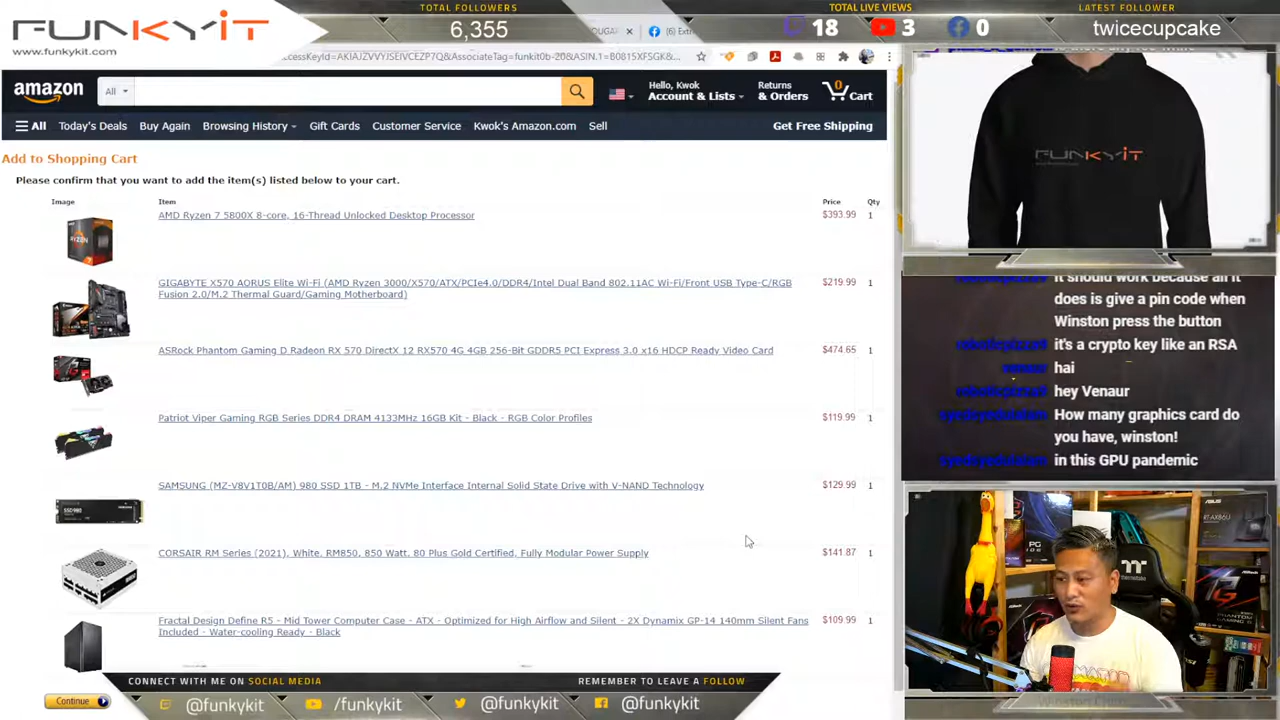 FUNKYiT
www.funkykit.com
TOTAL FOLLOWERS
6,355
TOTAL LIVE VIEWS
18 3 0
LATEST FOLLOWER
twicecupcake
amazon
All
Hello, Kwok
Account & Lists
Returns
& Orders
0
Cart
All Today's Deals Buy Again Browsing History Gift Cards Customer Service Kwok's Amazon.com Sell
Get Free Shipping
Add to Shopping Cart
Please confirm that you want to add the item(s) listed below to your cart.
Image Item Price Qty
AMD Ryzen 7 5800X 8-core, 16-Thread Unlocked Desktop Processor $393.99 1
GIGABYTE X570 AORUS Elite Wi-Fi (AMD Ryzen 3000/X570/ATX/PCIe4.0/DDR4/Intel Dual Band 802.11AC Wi-Fi/Front USB Type-C/RGB $219.99 1
Fusion 2.0/M.2 Thermal Guard/Gaming Motherboard)
ASRock Phantom Gaming D Radeon RX 570 DirectX 12 RX570 4G 4GB 256-Bit GDDR5 PCI Express 3.0 x16 HDCP Ready Video Card $474.65 1
Patriot Viper Gaming RGB Series DDR4 DRAM 4133MHz 16GB Kit - Black - RGB Color Profiles $119.99 1
SAMSUNG (MZ-V8V1T0B/AM) 980 SSD 1TB - M.2 NVMe Interface Internal Solid State Drive with V-NAND Technology $129.99 1
CORSAIR RM Series (2021), White, RM850, 850 Watt, 80 Plus Gold Certified, Fully Modular Power Supply $141.87 1
Fractal Design Define R5 - Mid Tower Computer Case - ATX - Optimized for High Airflow and Silent - 2X Dynamix GP-14 140mm Silent Fans $109.99 1
Included - Water-cooling Ready - Black
Continue
FUNKYiT
it should work because all it
does is give a pin code when
Winston press the button
it's a crypto key like an RSA
hai
hey Venaur
How many graphics card do
you have, winston!
in this GPU pandemic
CONNECT WITH ME ON SOCIAL MEDIA
REMEMBER TO LEAVE A FOLLOW
@funkykit /funkykit @funkykit @funkykit